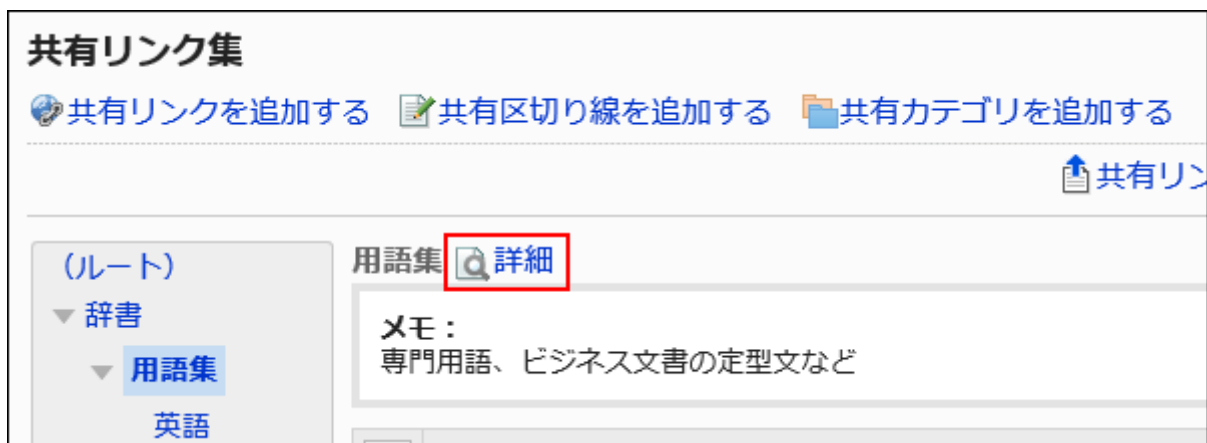 共有リンク集
共有リンクを追加する 共有区切り線を追加する 共有カテゴリを追加する
共有リン
(ルート)
辞書
用語集
英語
用語集 詳細
メモ:
専門用語、ビジネス文書の定型文など